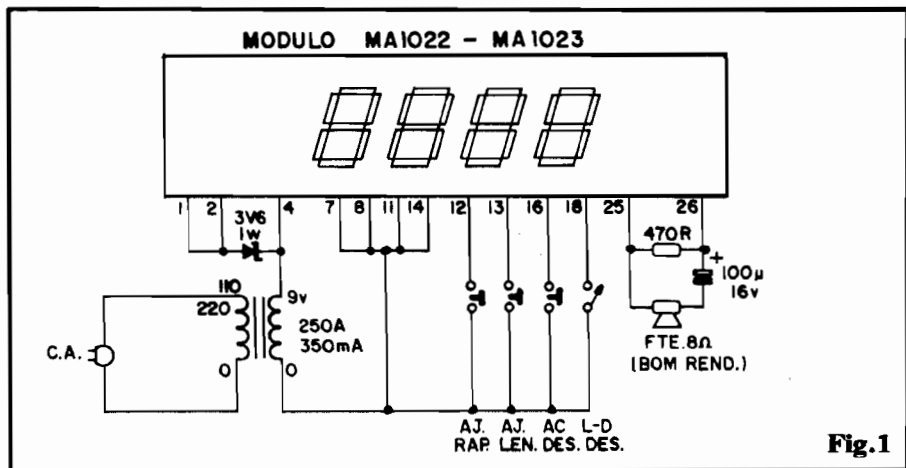 MODULO MA1022 - MA1023
1 2 4 7 8 11 14 12 13 16 18 25 26
3V6
1W
470R
+
100µ
16v
110
220
9v
250A
350mA
C.A.
0 0
FTE.8Ω
(BOM REND.)
AJ. AJ. AC L-D
RAP. LEN. DES. DES.
Fig.1